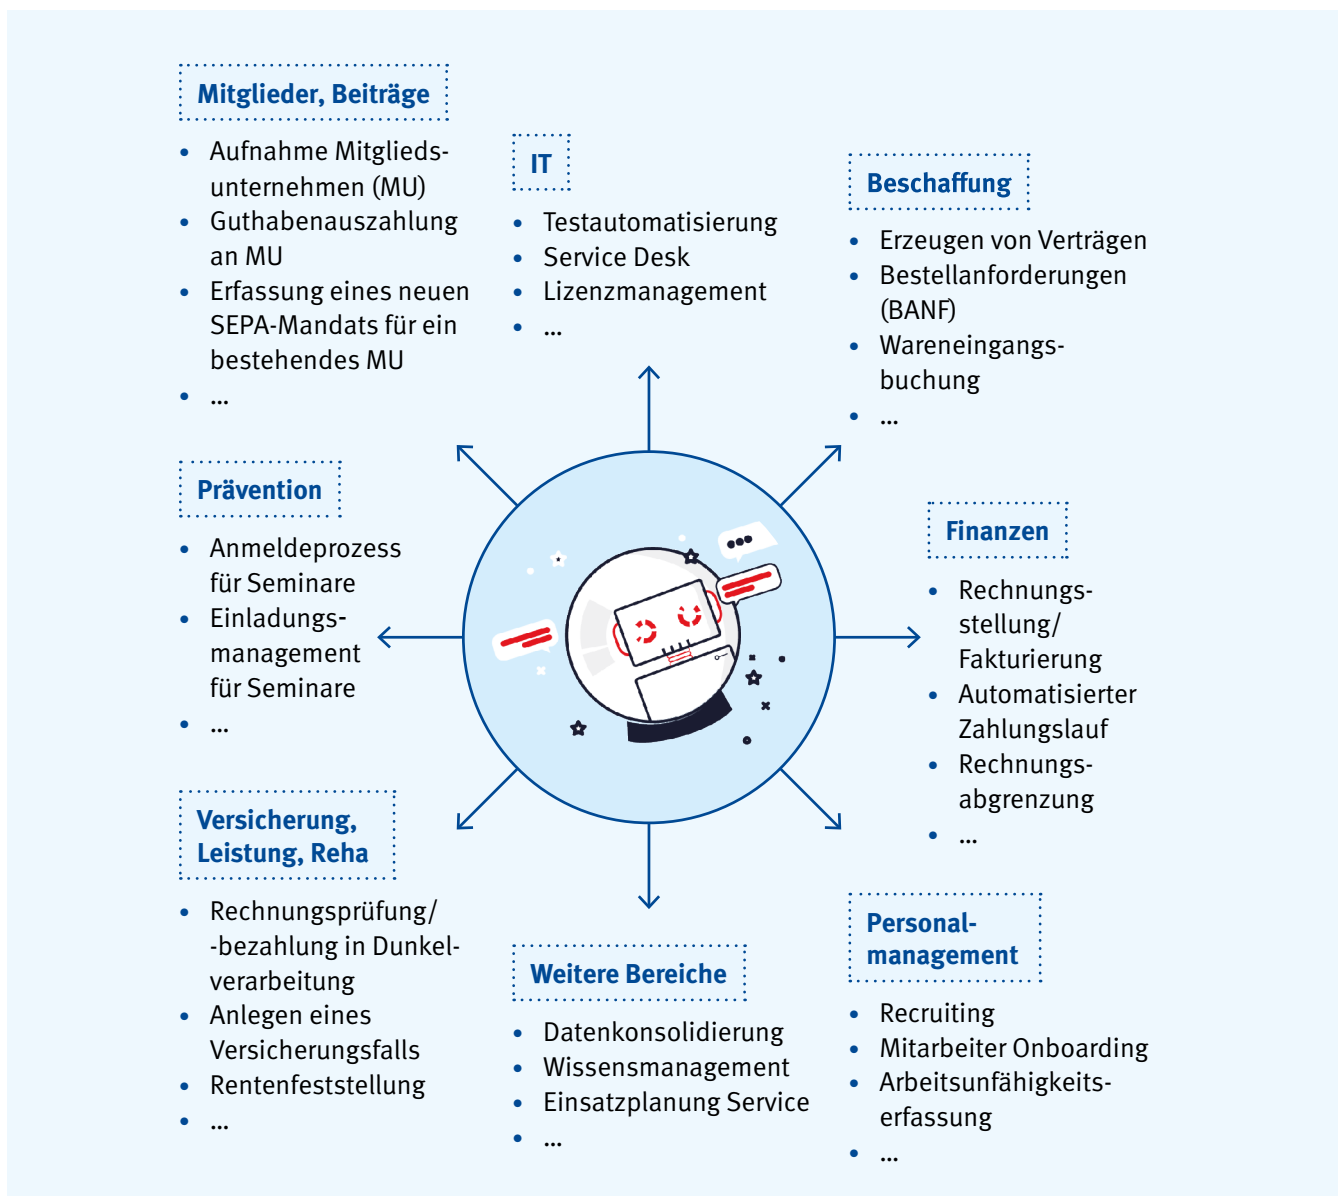 Mitglieder, Beiträge
• Aufnahme Mitglieds-
unternehmen (MU)
• Guthabenauszahlung
an MU
• Erfassung eines neuen
SEPA-Mandats für ein
bestehendes MU
• ...
IT
• Testautomatisierung
• Service Desk
• Lizenzmanagement
• ...
Beschaffung
• Erzeugen von Verträgen
• Bestellanforderungen
(BANF)
• Wareneingangs-
buchung
• ...
Prävention
• Anmeldeprozess
für Seminare
• Einladungs-
management
für Seminare
• ...
Finanzen
• Rechnungs-
stellung/
Fakturierung
• Automatisierter
Zahlungslauf
• Rechnungs-
abgrenzung
• ...
Versicherung,
Leistung, Reha
• Rechnungsprüfung/
-bezahlung in Dunkel-
verarbeitung
• Anlegen eines
Versicherungsfalls
• Rentenfeststellung
• ...
Weitere Bereiche
• Datenkonsolidierung
• Wissensmanagement
• Einsatzplanung Service
• ...
Personal-
management
• Recruiting
• Mitarbeiter Onboarding
• Arbeitsunfähigkeits-
erfassung
• ...